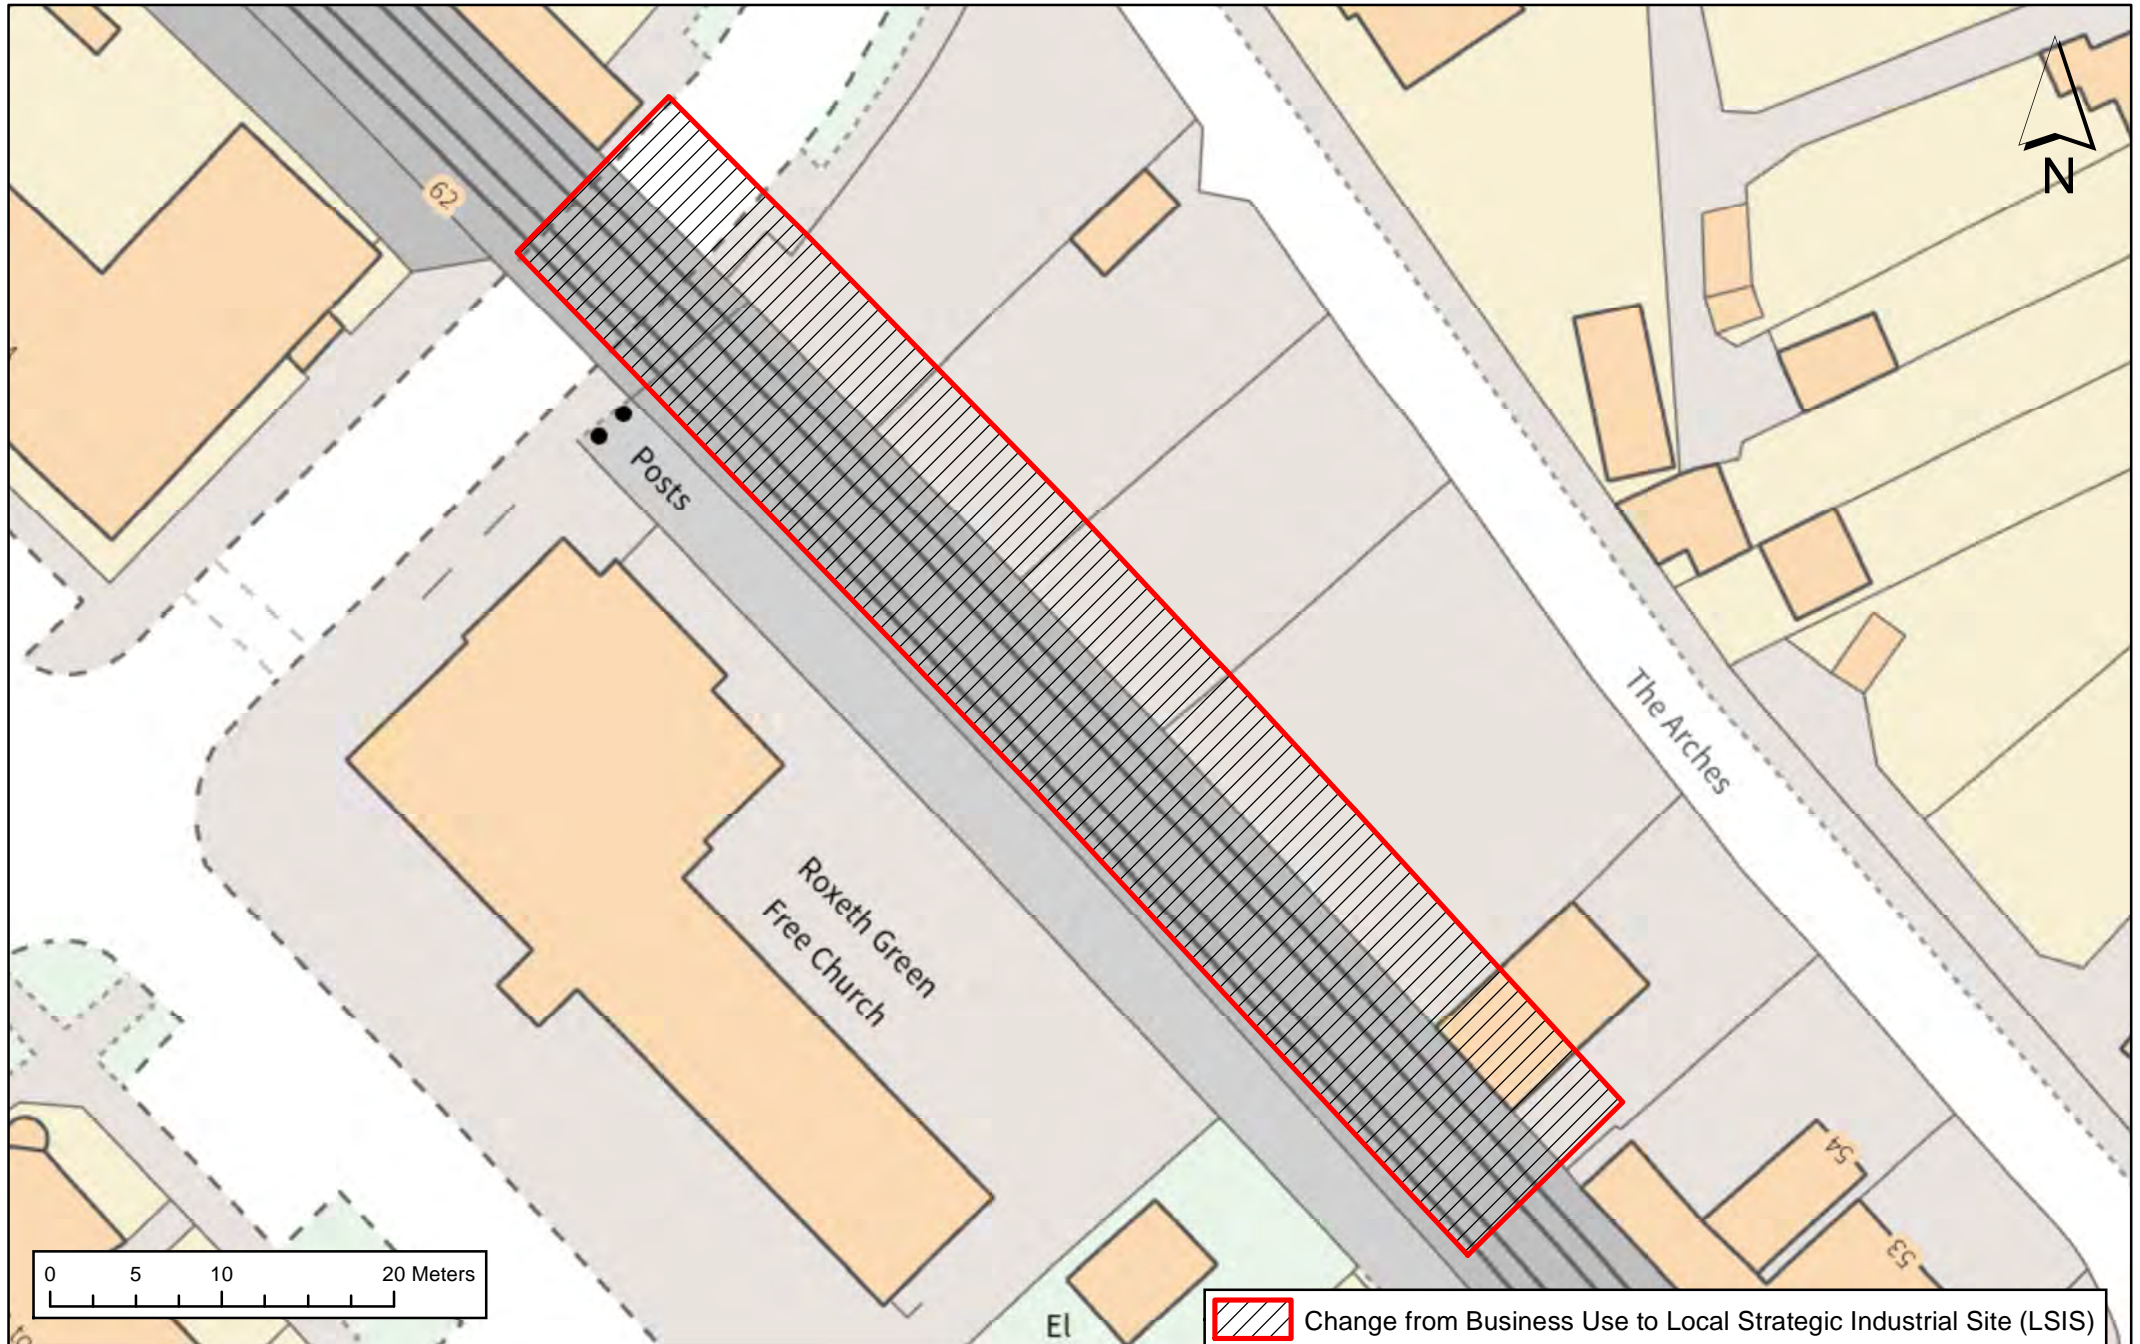 N
62
Posts
The Arches
Roxeth Green
Free Church
54
53
El
to
0 5 10 20 Meters
Change from Business Use to Local Strategic Industrial Site (LSIS)